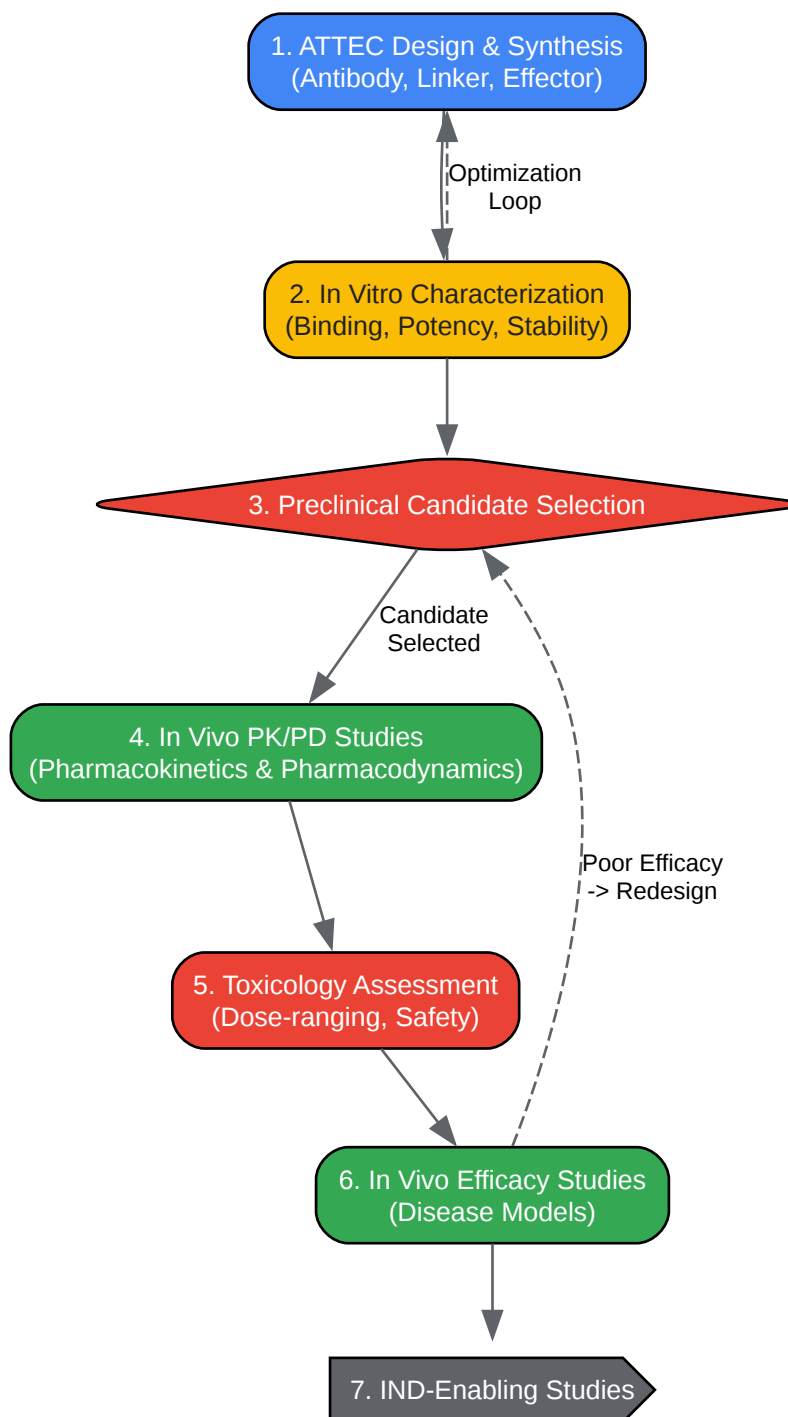 1. ATTEC Design & Synthesis
(Antibody, Linker, Effector)
Optimization
Loop
2. In Vitro Characterization
(Binding, Potency, Stability)
3. Preclinical Candidate Selection
Candidate
Selected
4. In Vivo PK/PD Studies
(Pharmacokinetics & Pharmacodynamics)
Poor Efficacy
-> Redesign
5. Toxicology Assessment
(Dose-ranging, Safety)
6. In Vivo Efficacy Studies
(Disease Models)
7. IND-Enabling Studies